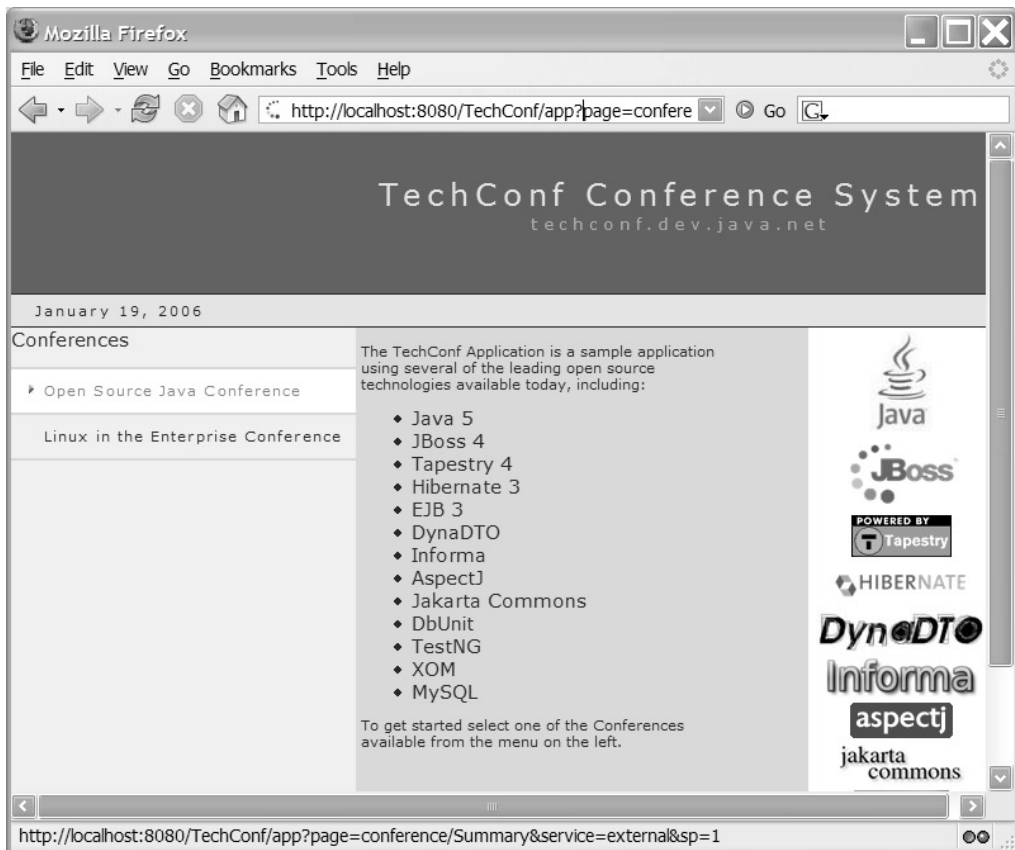 Mozilla Firefox
File Edit View Go Bookmarks Tools Help
http://localhost:8080/TechConf/app?page=confere
Go
G
TechConf Conference System
techconf.dev.java.net
January 19, 2006
Conferences
Open Source Java Conference
Linux in the Enterprise Conference
The TechConf Application is a sample application
using several of the leading open source
technologies available today, including:
Java 5
JBoss 4
Tapestry 4
Hibernate 3
EJB 3
DynaDTO
Informa
AspectJ
Jakarta Commons
DbUnit
TestNG
XOM
MySQL
To get started select one of the Conferences
available from the menu on the left.
Java
JBoss
POWERED BY
T Tapestry
HIBERNATE
DynaDTO
Informa
aspectj
jakarta
commons
http://localhost:8080/TechConf/app?page=conference/Summary&service=external&sp=1